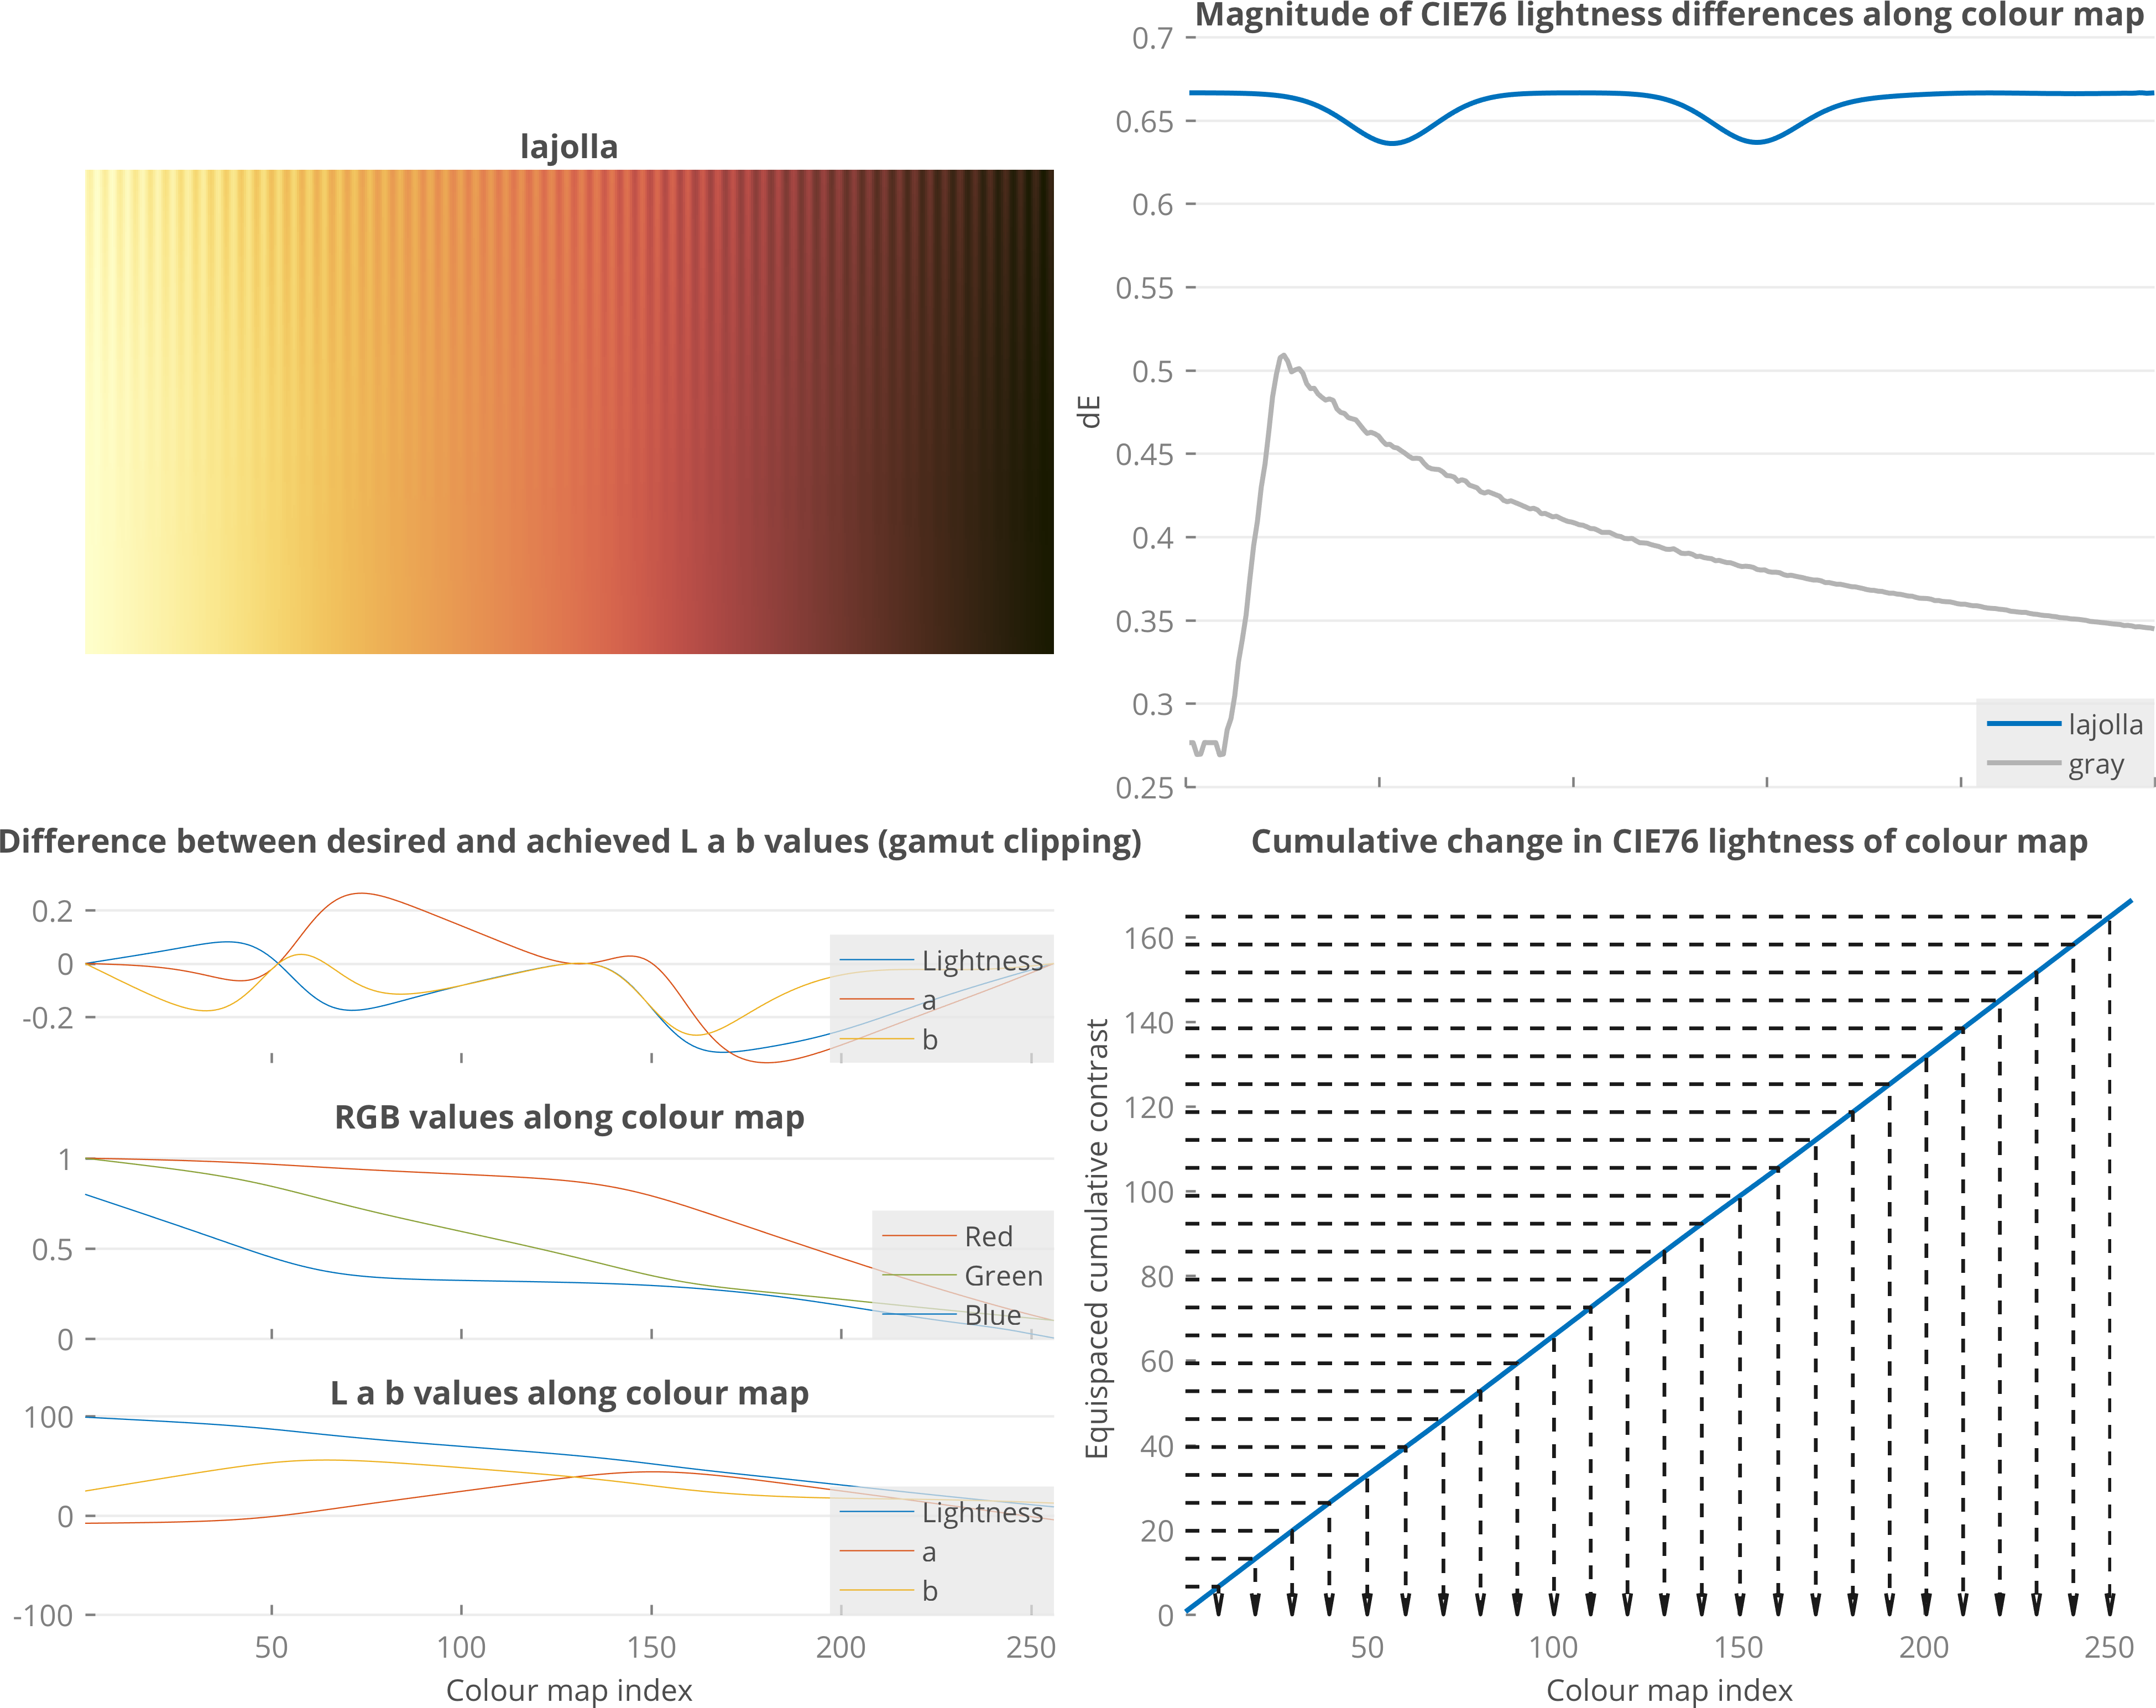 lajolla
Magnitude of CIE76 lightness differences along colour map
0.7
0.65
0.6
0.55
0.5
0.45
0.4
0.35
0.3
0.25
dE
lajolla
gray
Difference between desired and achieved L a b values (gamut clipping)
0.2
0
-0.2
Lightness
a
b
RGB values along colour map
1
0.5
0
Red
Green
Blue
L a b values along colour map
100
0
-100
Lightness
a
b
50 100 150 200 250
Colour map index
Cumulative change in CIE76 lightness of colour map
160
140
120
100
80
60
40
20
0
Equispaced cumulative contrast
50 100 150 200 250
Colour map index